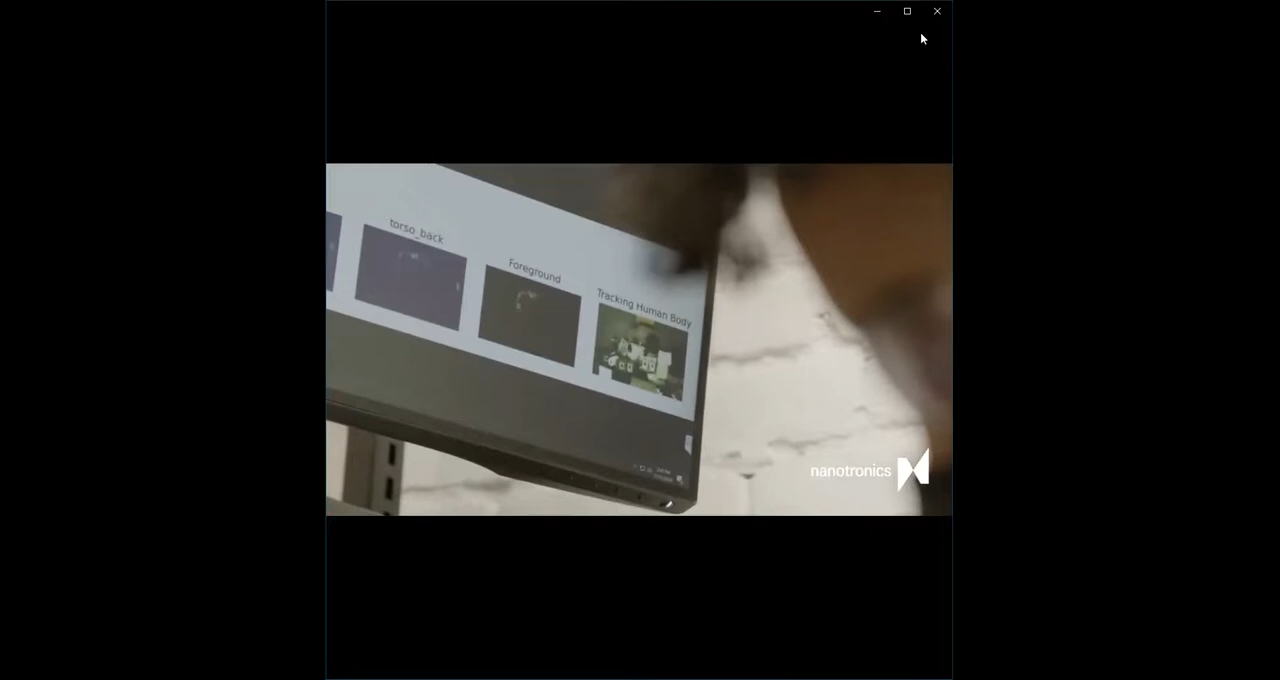 torso_back
Foreground
Tracking Human Body
nanotronics